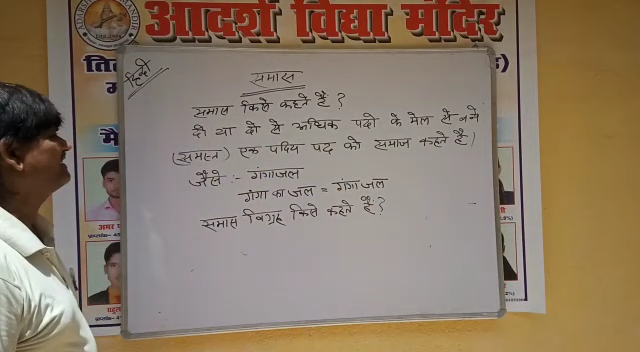 आदर्श विद्या मंदिर
हिन्दी
समास
समास किसे कहते है?
दो या दो से अधिक पदो के मेल से बने
(समस्त) एक पदिय पद को समाज कहते है।
जैसे :- गंगाजल
गंगा का जल = गंगाजल
समास विग्रह किसे कहते है?